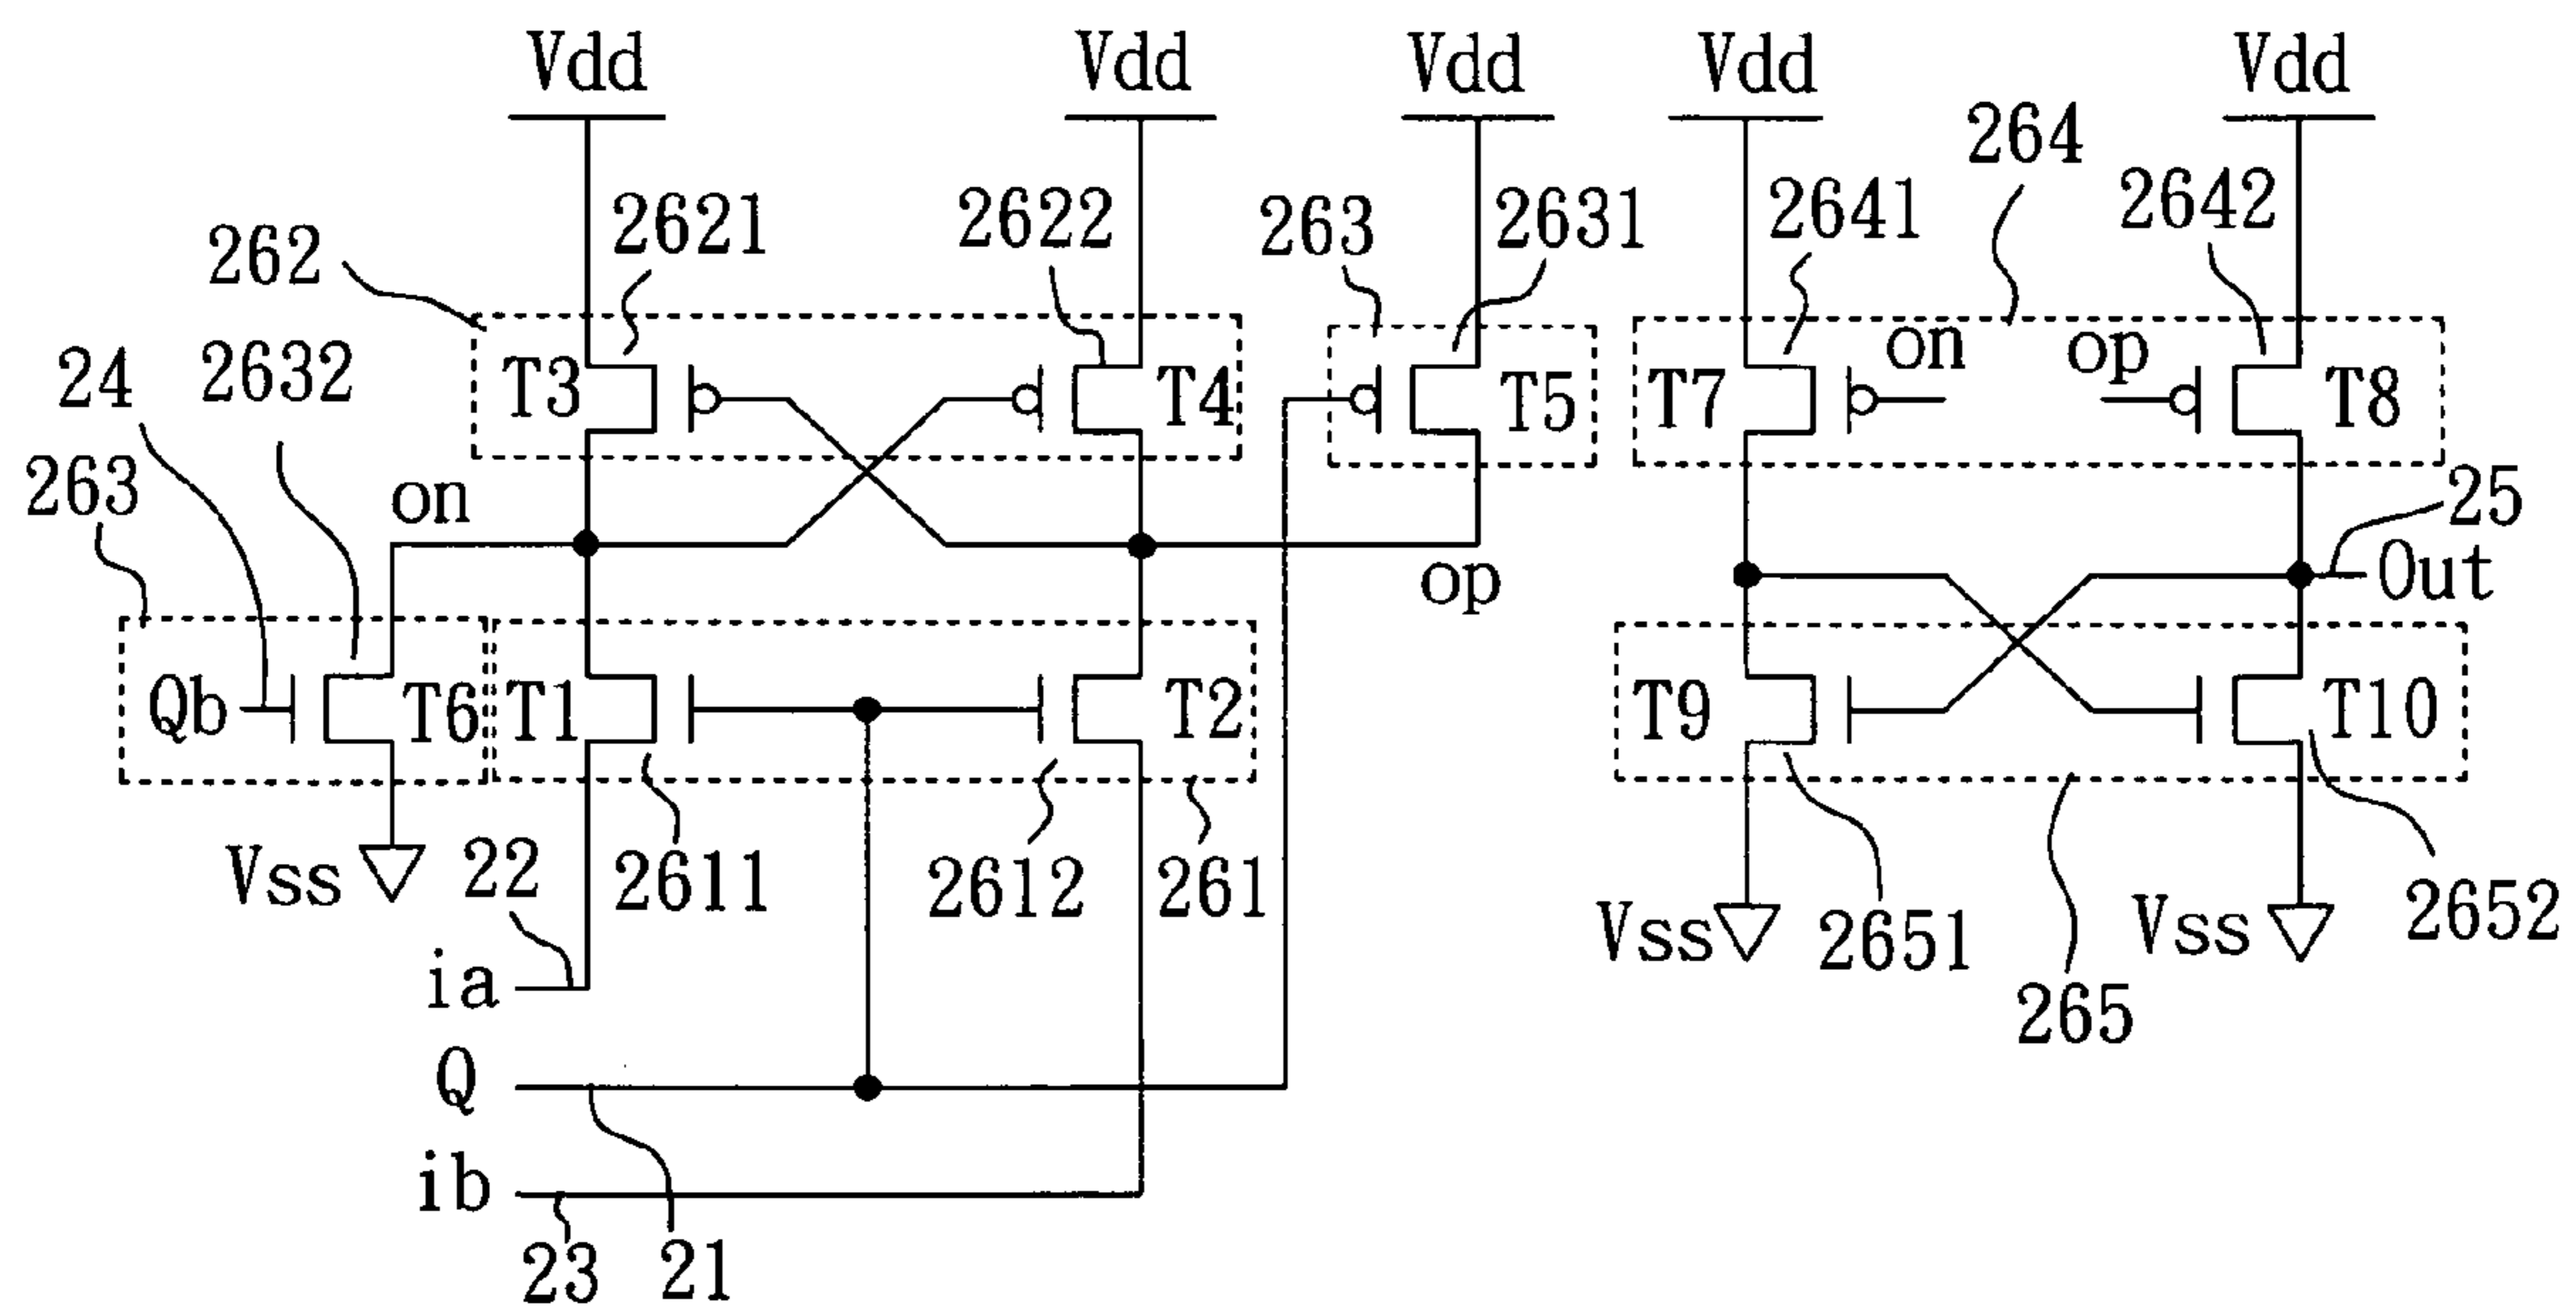 Vdd Vdd Vdd Vdd Vdd
264
2621 2622 263 2631 2641 2642
262
on op
24 2632 T3 T4 T5 T7 T8
263 on 25
op Out
Qb T6 T1 T2 T9 T10
Vss 22 2611 2612 261 Vss 2651 Vss 2652
ia 265
Q
ib
23 21